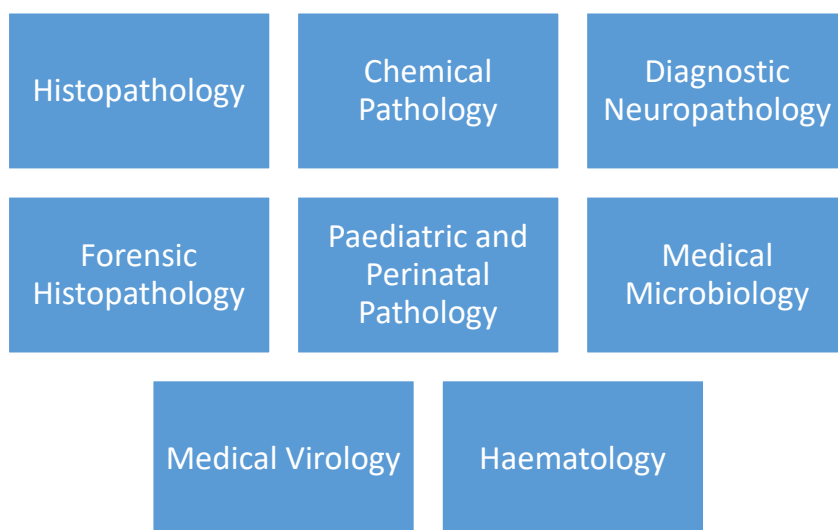 Histopathology
Chemical
Pathology
Diagnostic
Neuropathology
Forensic
Histopathology
Paediatric and
Perinatal
Pathology
Medical
Microbiology
Medical Virology
Haematology